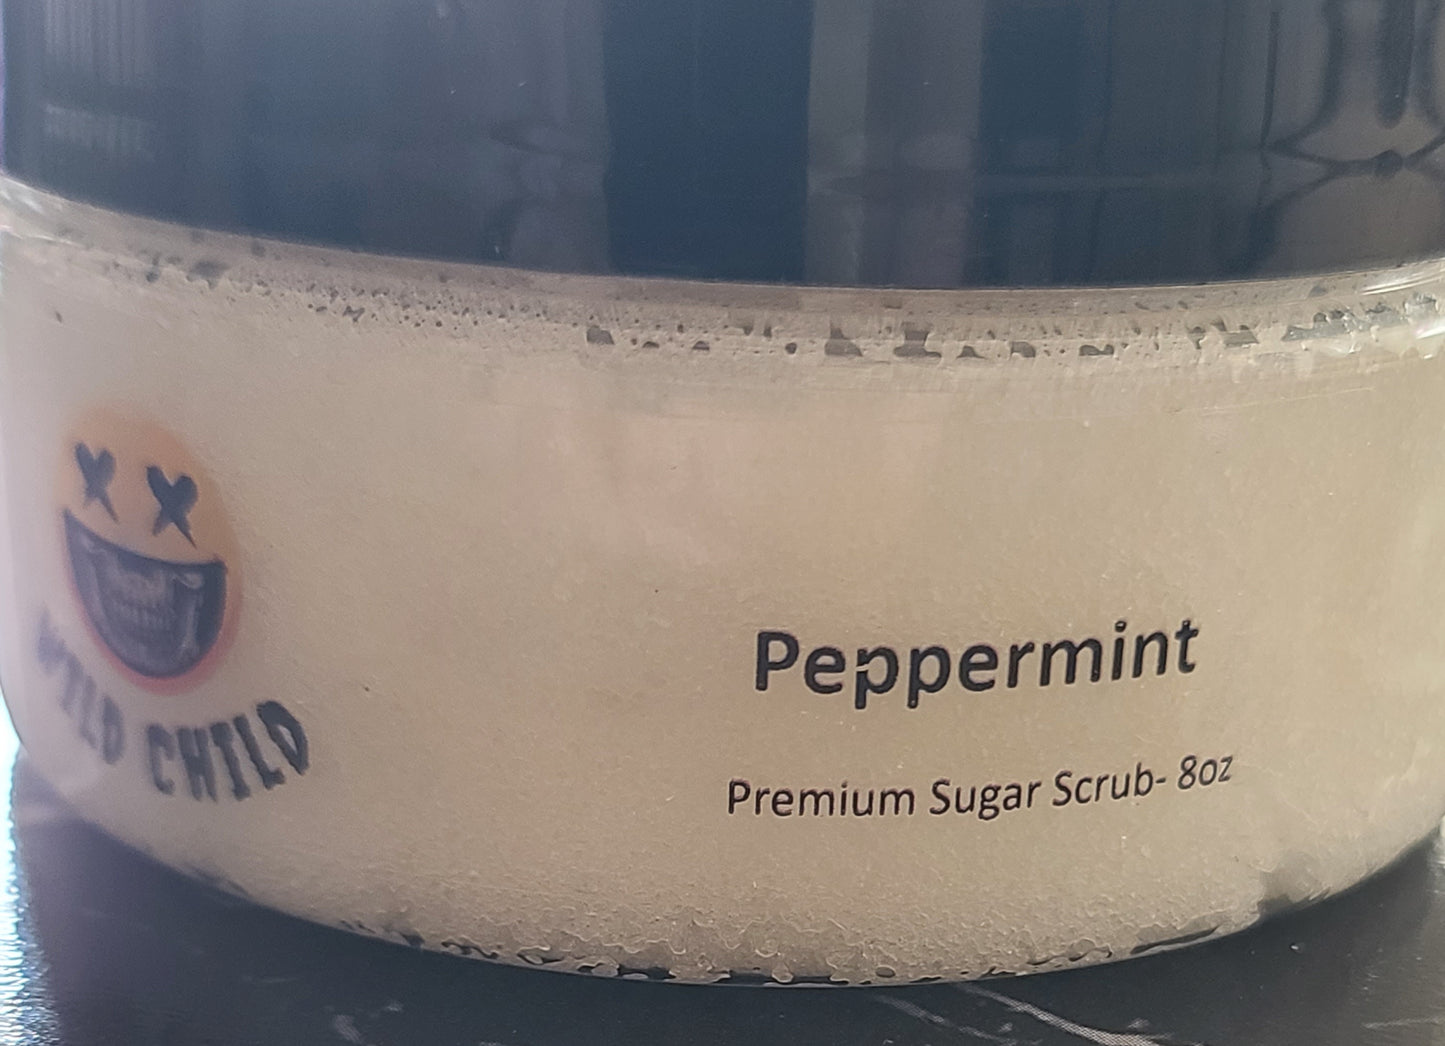 WILD CHILD
Peppermint
Premium Sugar Scrub- 8oz